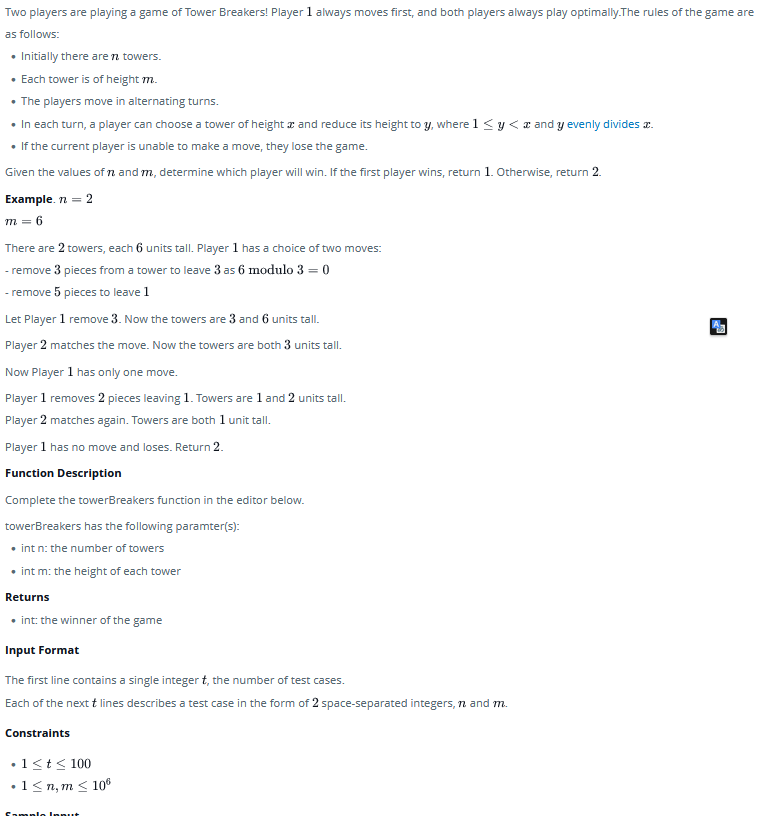 Two players are playing a game of Tower Breakers! Player 1 always moves first, and both players always play optimally.The rules of the game are
as follows:
• Initially there are n towers.
• Each tower is of height m.
• The players move in alternating turns.
• In each turn, a player can choose a tower of height x and reduce its height to y, where 1 ≤ y < x and y evenly divides x.
• If the current player is unable to make a move, they lose the game.
Given the values of n and m, determine which player will win. If the first player wins, return 1. Otherwise, return 2.
Example. n = 2
m = 6
There are 2 towers, each 6 units tall. Player 1 has a choice of two moves:
- remove 3 pieces from a tower to leave 3 as 6 modulo 3 = 0
- remove 5 pieces to leave 1
Let Player 1 remove 3. Now the towers are 3 and 6 units tall.
Player 2 matches the move. Now the towers are both 3 units tall.
Now Player 1 has only one move.
Player 1 removes 2 pieces leaving 1. Towers are 1 and 2 units tall.
Player 2 matches again. Towers are both 1 unit tall.
Player 1 has no move and loses. Return 2.
Function Description
Complete the towerBreakers function in the editor below.
towerBreakers has the following paramter(s):
• int n: the number of towers
• int m: the height of each tower
Returns
• int: the winner of the game
Input Format
The first line contains a single integer t, the number of test cases.
Each of the next t lines describes a test case in the form of 2 space-separated integers, n and m.
Constraints
• 1 ≤ t ≤ 100
• 1 ≤ n, m ≤ 10⁶
Sample Input